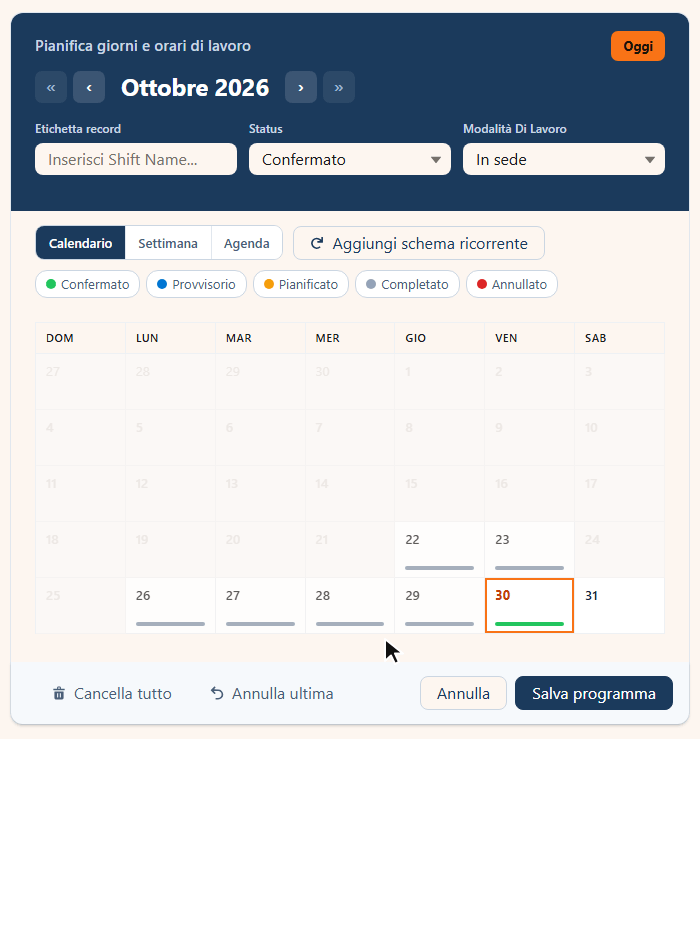 Pianifica giorni e orari di lavoro
Oggi
« ‹ Ottobre 2026 › »
Etichetta record Status Modalità Di Lavoro
Inserisci Shift Name... Confermato In sede
Calendario Settimana Agenda Aggiungi schema ricorrente
Confermato Provvisorio Pianificato Completato Annullato
DOM LUN MAR MER GIO VEN SAB
27 28 29 30 1 2 3
4 5 6 7 8 9 10
11 12 13 14 15 16 17
18 19 20 21 22 23 24
25 26 27 28 29 30 31
Cancella tutto Annulla ultima Annulla Salva programma